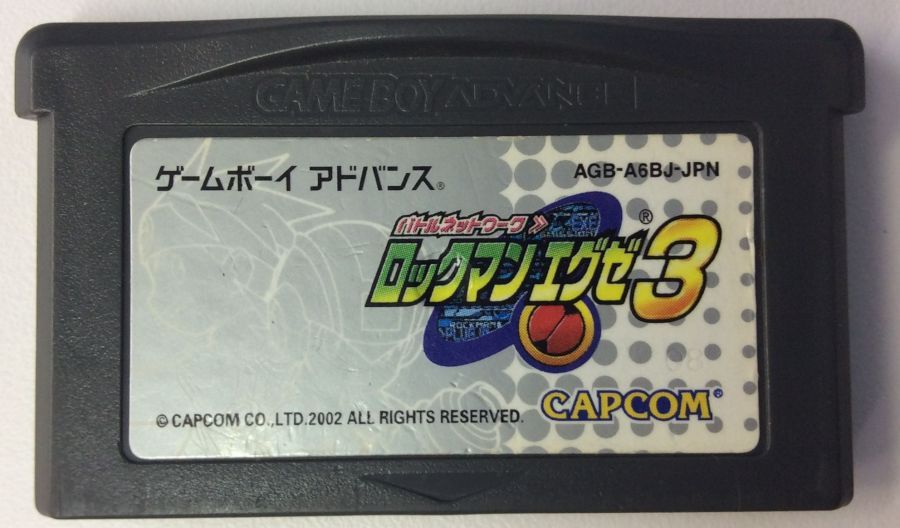 GAME BOY ADVANCE
ゲームボーイ アドバンス®
AGB-A6BJ-JPN
バトルネットワーク
ロックマン エグゼ3®
ROCKMAN
08
© CAPCOM CO.,LTD.2002 ALL RIGHTS RESERVED.
CAPCOM®